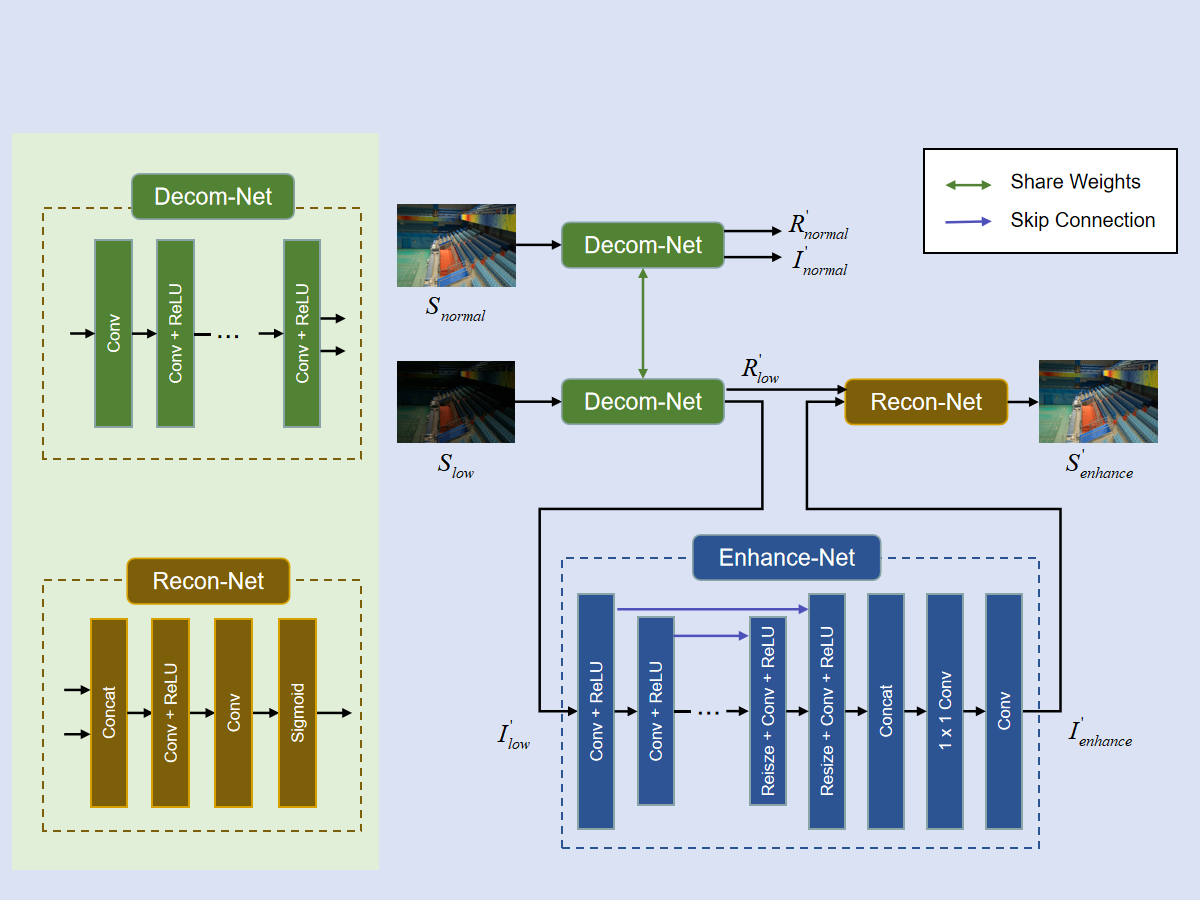 Decom-Net
Conv
Conv + ReLU
...
Conv + ReLU
Recon-Net
Concat
Conv + ReLU
Conv
Sigmoid
S normal
Decom-Net
R' normal
I' normal
Share Weights
Skip Connection
S low
Decom-Net
R' low
Recon-Net
S' enhance
Enhance-Net
I' low
Conv + ReLU
Conv + ReLU
...
Reisze + Conv + ReLU
Resize + Conv + ReLU
Concat
1 x 1 Conv
Conv
I' enhance